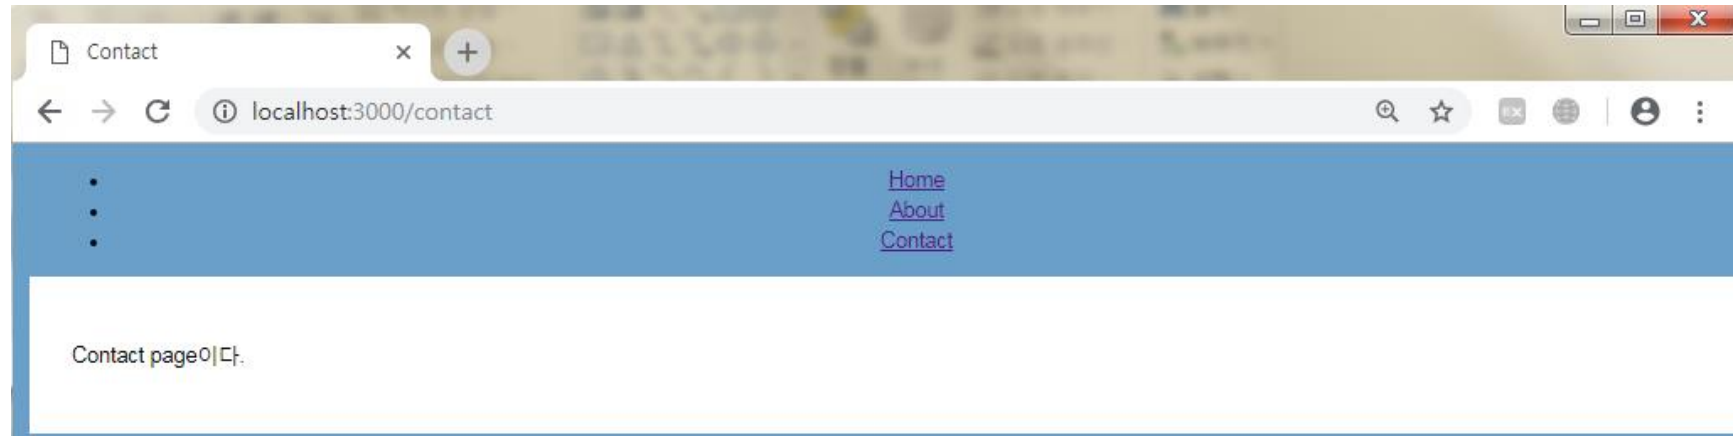 Contact
localhost:3000/contact
Home
About
Contact
Contact page이다.